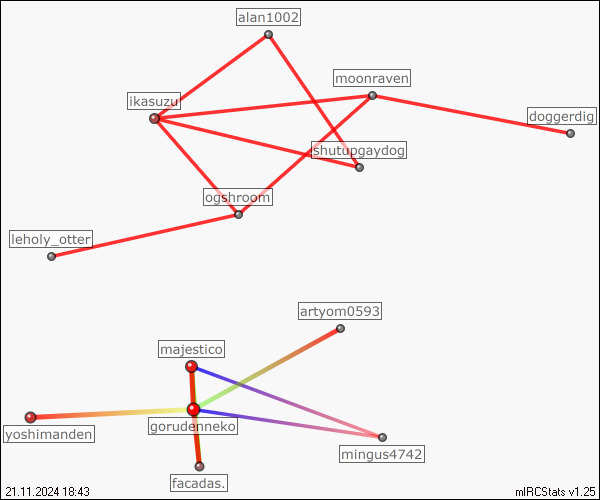 alan1002
moonraven
ikasuzu
doggerdig
shutupgaydog
ogshroom
leholy_otter
artyom0593
majestico
gorudenneko
yoshimanden
mingus4742
facadas.
21.11.2024 18:43
mIRCStats v1.25